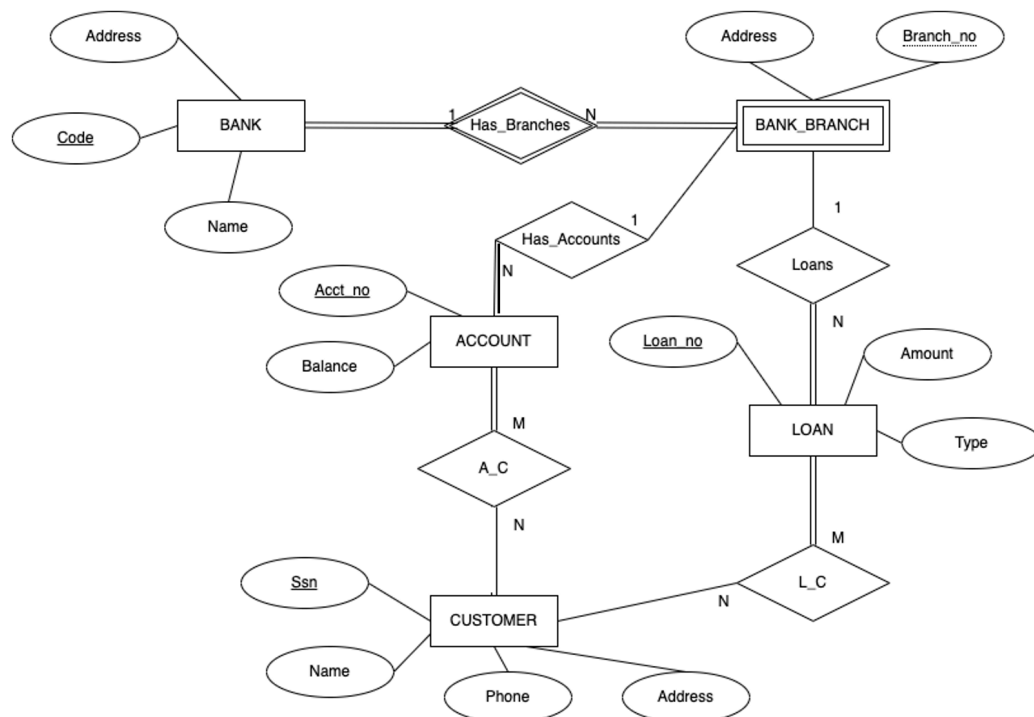 Address
Address
Branch_no
BANK
1
Has_Branches
N
BANK_BRANCH
Code
Name
Has_Accounts
1
1
N
Loans
Acct_no
N
ACCOUNT
Loan_no
Amount
Balance
M
LOAN
Type
A_C
N
M
Ssn
L_C
N
CUSTOMER
Name
Phone
Address